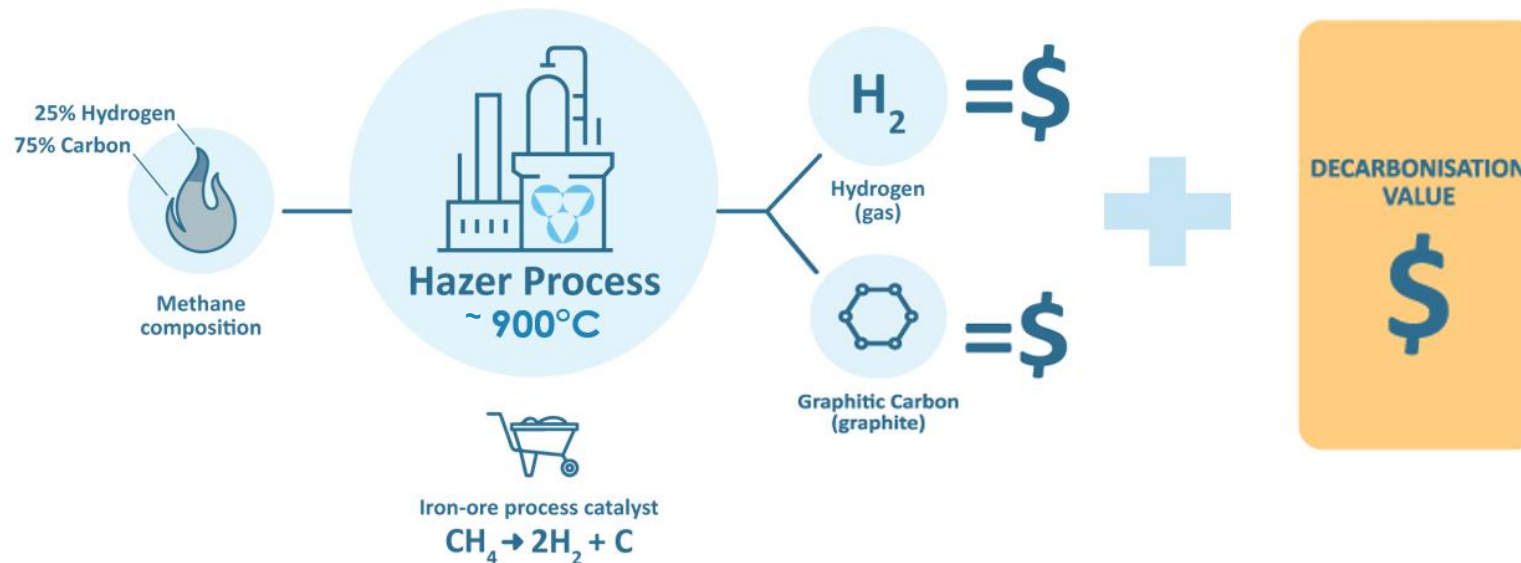 25% Hydrogen
75% Carbon
Methane
composition
Hazer Process
~ 900°C
Iron-ore process catalyst
CH₄ → 2H₂ + C
H₂
=$
Hydrogen
(gas)
=$
Graphitic Carbon
(graphite)
DECARBONISATION
VALUE
$